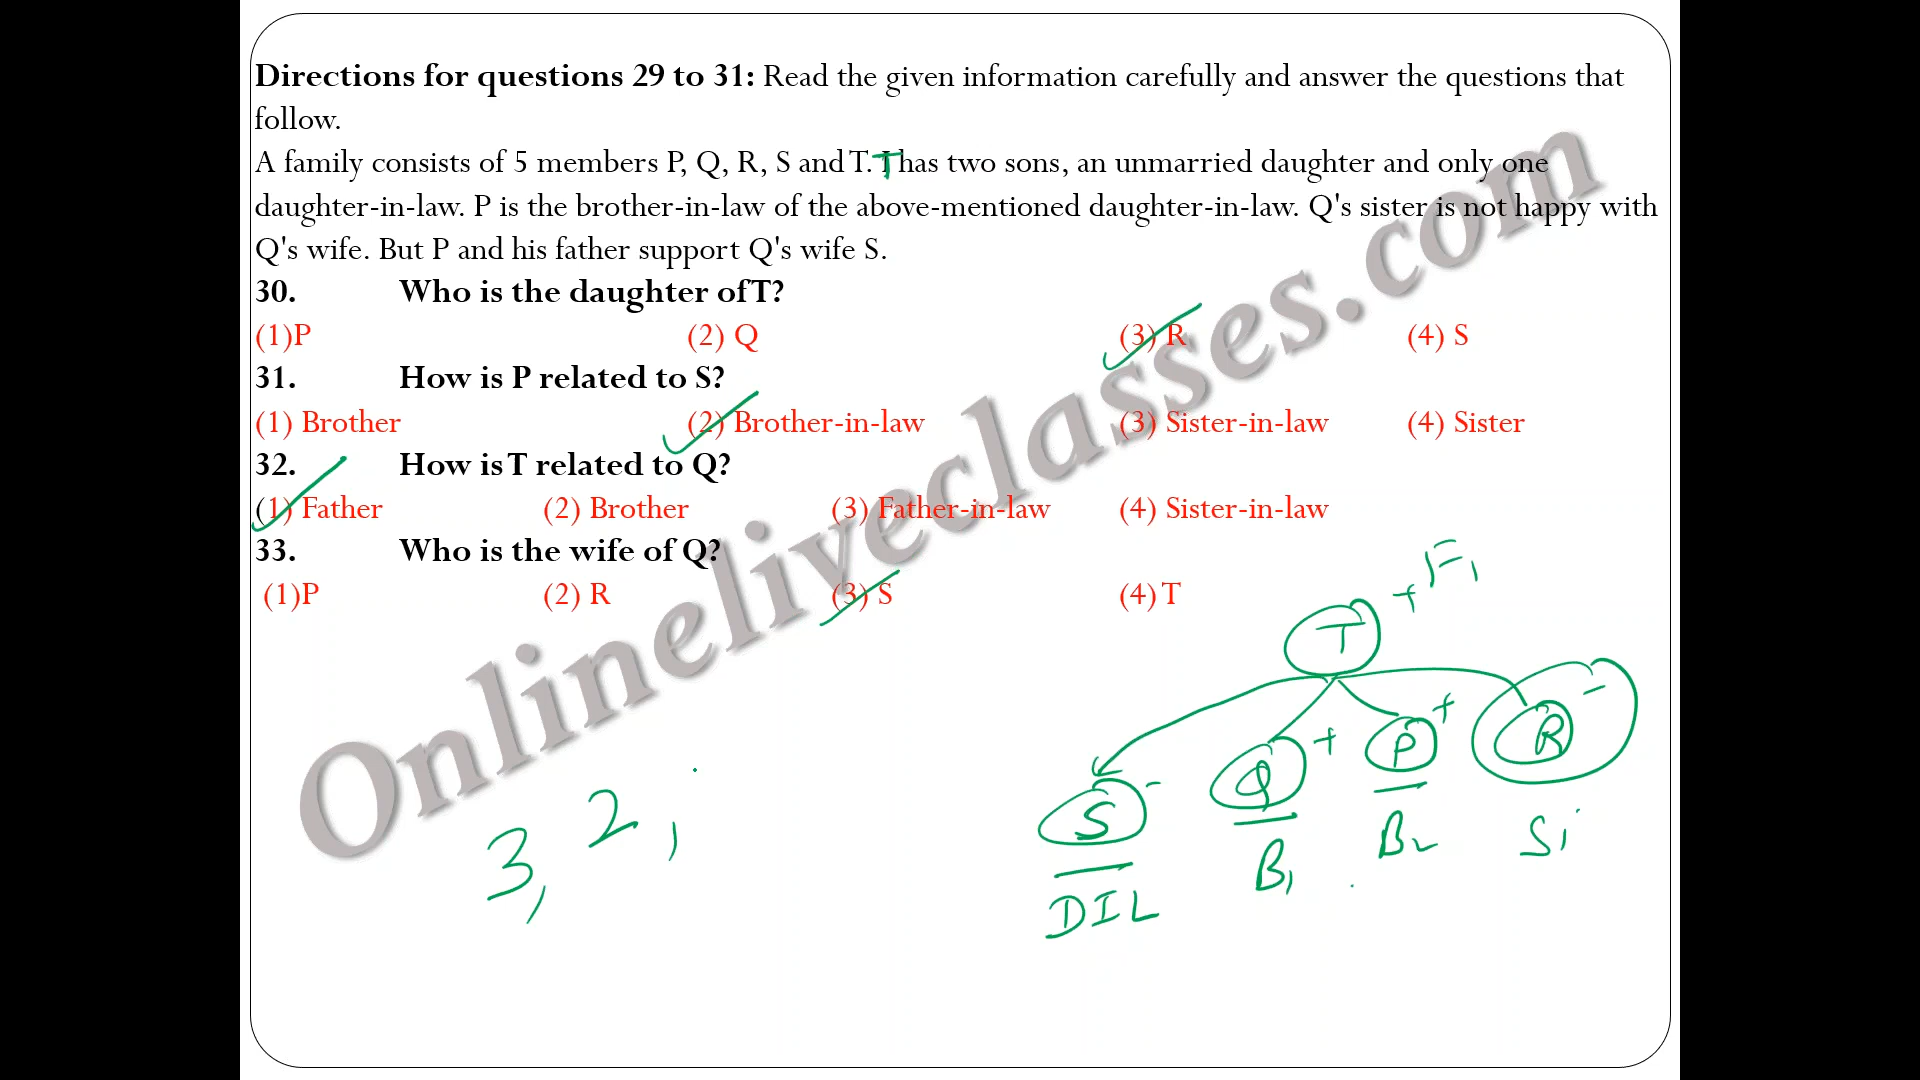 Directions for questions 29 to 31: Read the given information carefully and answer the questions that
follow.
A family consists of 5 members P, Q, R, S and T. T has two sons, an unmarried daughter and only one
daughter-in-law. P is the brother-in-law of the above-mentioned daughter-in-law. Q's sister is not happy with
Q's wife. But P and his father support Q's wife S.
30. Who is the daughter of T?
(1)P (2) Q (3) R (4) S
31. How is P related to S?
(1) Brother (2) Brother-in-law (3) Sister-in-law (4) Sister
32. How is T related to Q?
(1) Father (2) Brother (3) Father-in-law (4) Sister-in-law
33. Who is the wife of Q?
(1)P (2) R (3) S (4) T
Onlineliveclasses.com
T + F1
S - Q + P + R -
DIL B1 B2 Si
3, 2,